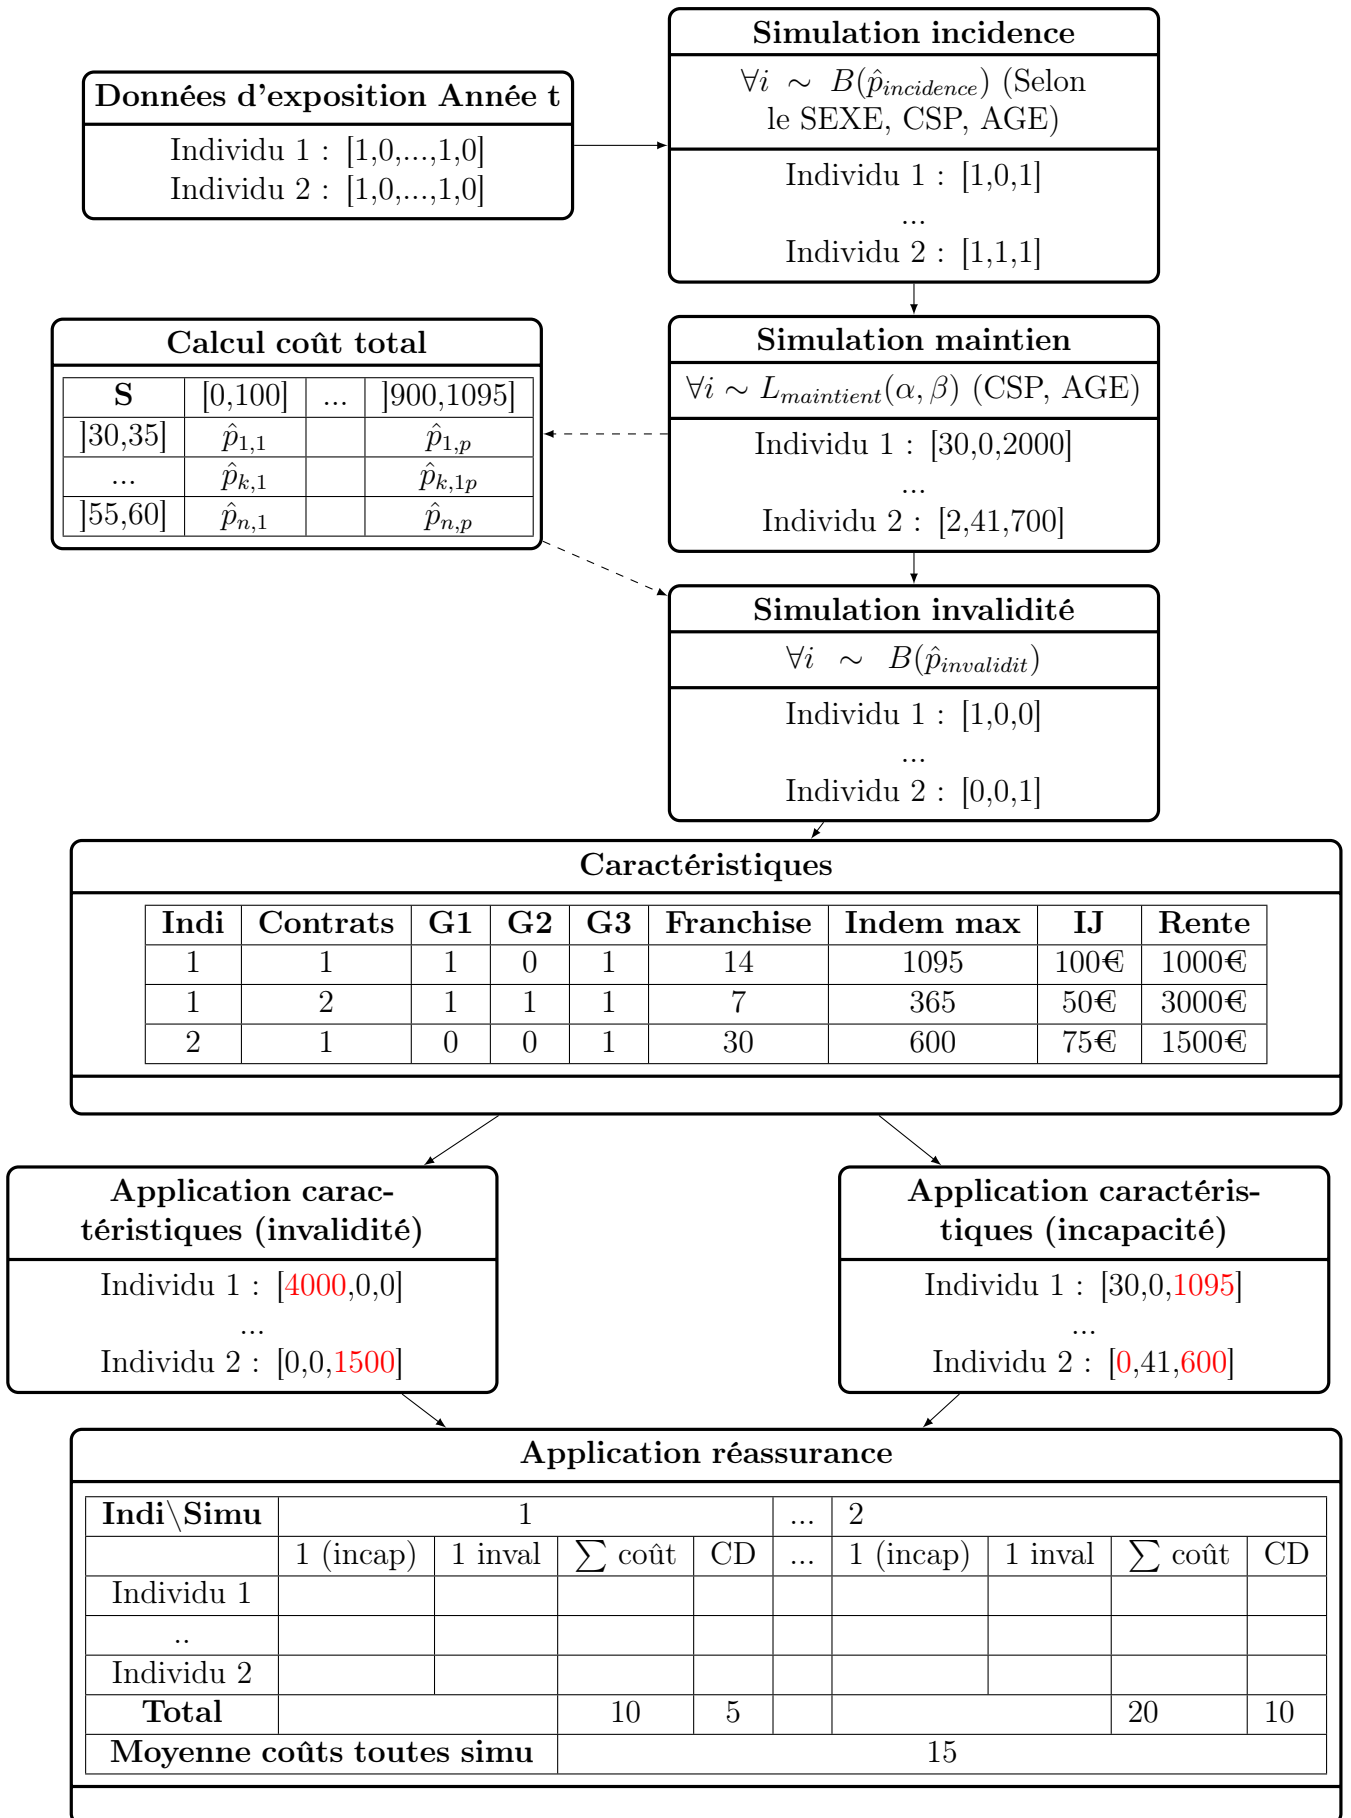 Simulation incidence
∀i ∼ B(p̂_incidence) (Selon
le SEXE, CSP, AGE)
Individu 1 : [1,0,1]
...
Individu 2 : [1,1,1]
Données d'exposition Année t
Individu 1 : [1,0,...,1,0]
Individu 2 : [1,0,...,1,0]
Calcul coût total
S [0,100] ... ]900,1095]
]30,35] p̂_{1,1} p̂_{1,p}
... p̂_{k,1} p̂_{k,1p}
]55,60] p̂_{n,1} p̂_{n,p}
Simulation maintien
∀i ∼ L_maintient(α, β) (CSP, AGE)
Individu 1 : [30,0,2000]
...
Individu 2 : [2,41,700]
Simulation invalidité
∀i ∼ B(p̂_invalidit)
Individu 1 : [1,0,0]
...
Individu 2 : [0,0,1]
Caractéristiques
Indi Contrats G1 G2 G3 Franchise Indem max IJ Rente
1 1 1 0 1 14 1095 100€ 1000€
1 2 1 1 1 7 365 50€ 3000€
2 1 0 0 1 30 600 75€ 1500€
Application carac-
téristiques (invalidité)
Individu 1 : [4000,0,0]
...
Individu 2 : [0,0,1500]
Application caractéris-
tiques (incapacité)
Individu 1 : [30,0,1095]
...
Individu 2 : [0,41,600]
Application réassurance
Indi\Simu 1 ... 2
1 (incap) 1 inval ∑ coût CD ... 1 (incap) 1 inval ∑ coût CD
Individu 1
..
Individu 2
Total 10 5 20 10
Moyenne coûts toutes simu 15